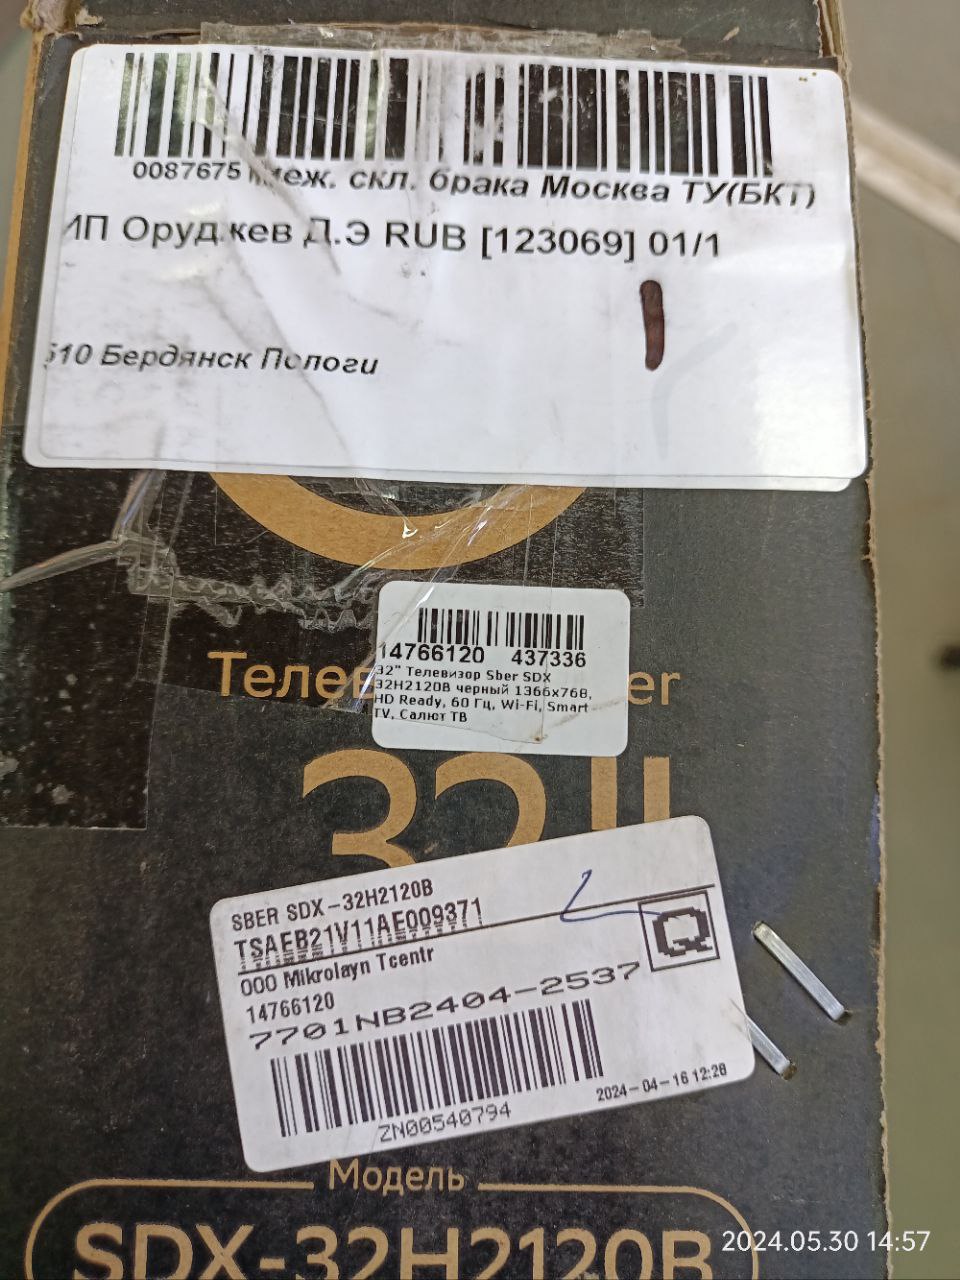 0087675 меж. скл. брака Москва ТУ(БКТ)
ИП Оруджев Д.Э RUB [123069] 01/1
510 Бердянск Пологи
14766120 437336
32" Телевизор Sber SDX
32H2120B черный 1366x768,
HD Ready, 60 Гц, Wi-Fi, Smart
TV, Салют ТВ
32"
SBER SDX-32H2120B
TSAEB21V11AE009371
000 Mikrolayn Tcentr
14766120
7701NB2404-2537
2024-04-16 12:28
ZN00540794
Модель
SDX-32H2120B
2024.05.30 14:57